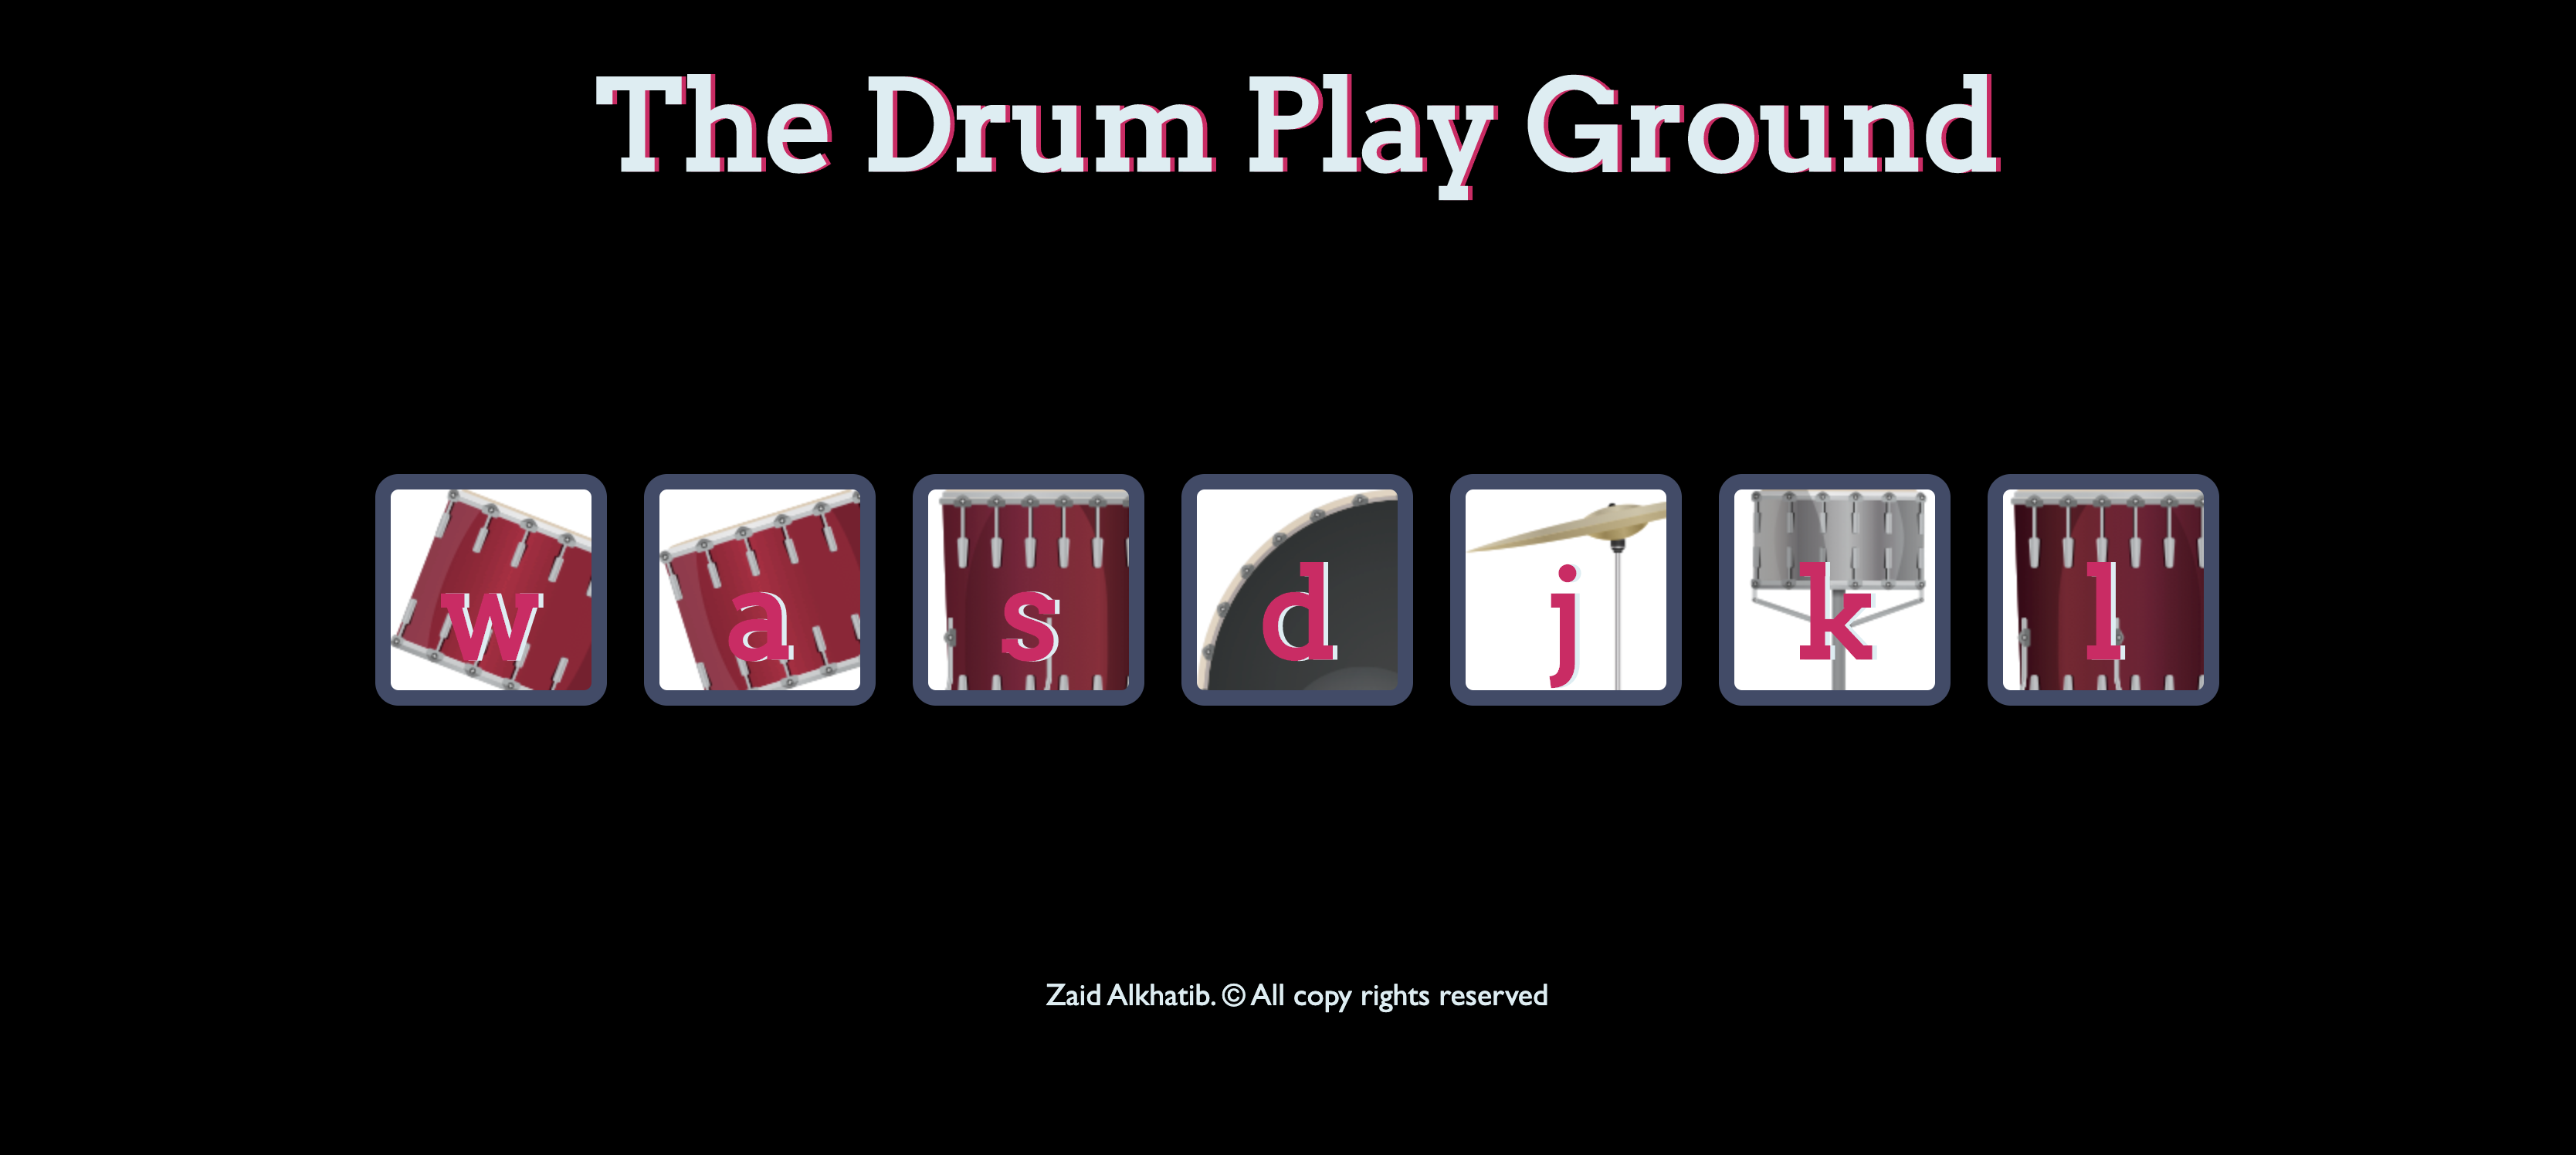 The Drum Play Ground
w a s d j k l
Zaid Alkhatib. © All copy rights reserved